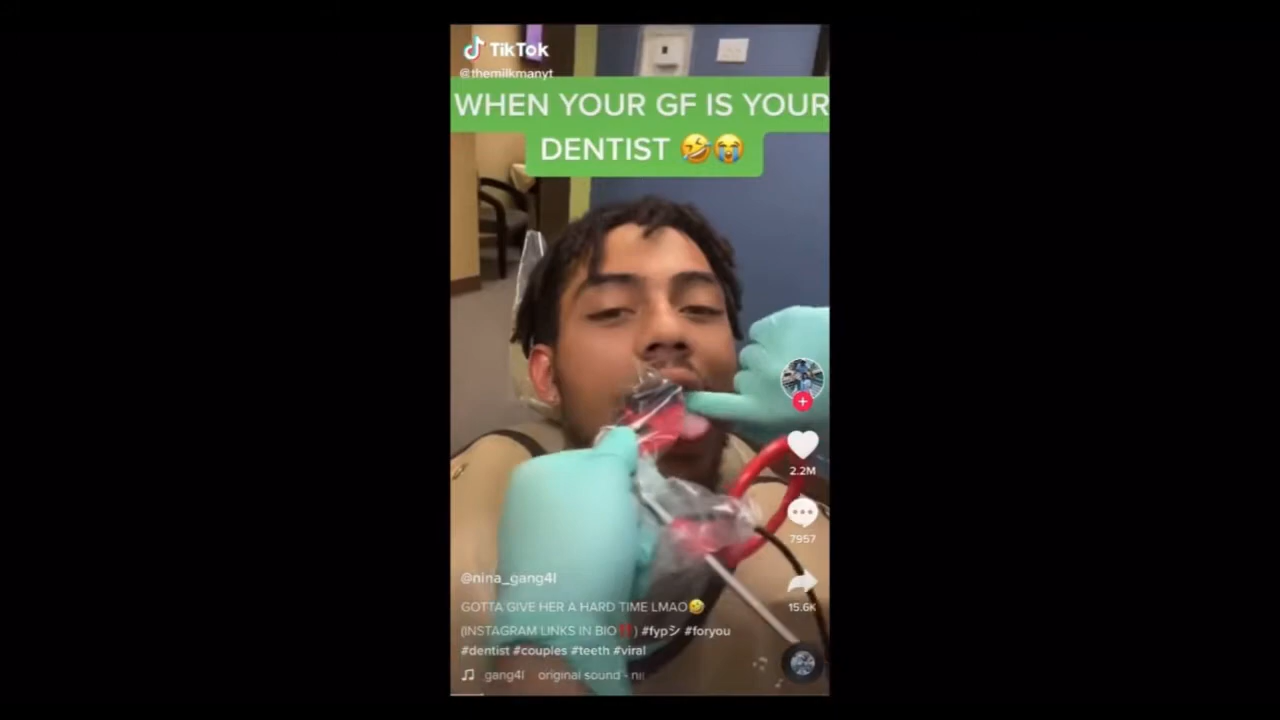 TikTok
@themilkmanyt
WHEN YOUR GF IS YOUR
DENTIST 🤣😭
2.2M
7957
15.6K
@nina_gang4l
GOTTA GIVE HER A HARD TIME LMAO🤣
(INSTAGRAM LINKS IN BIO‼️) #fypシ #foryou
#dentist #couples #teeth #viral
gang4l original sound - ni